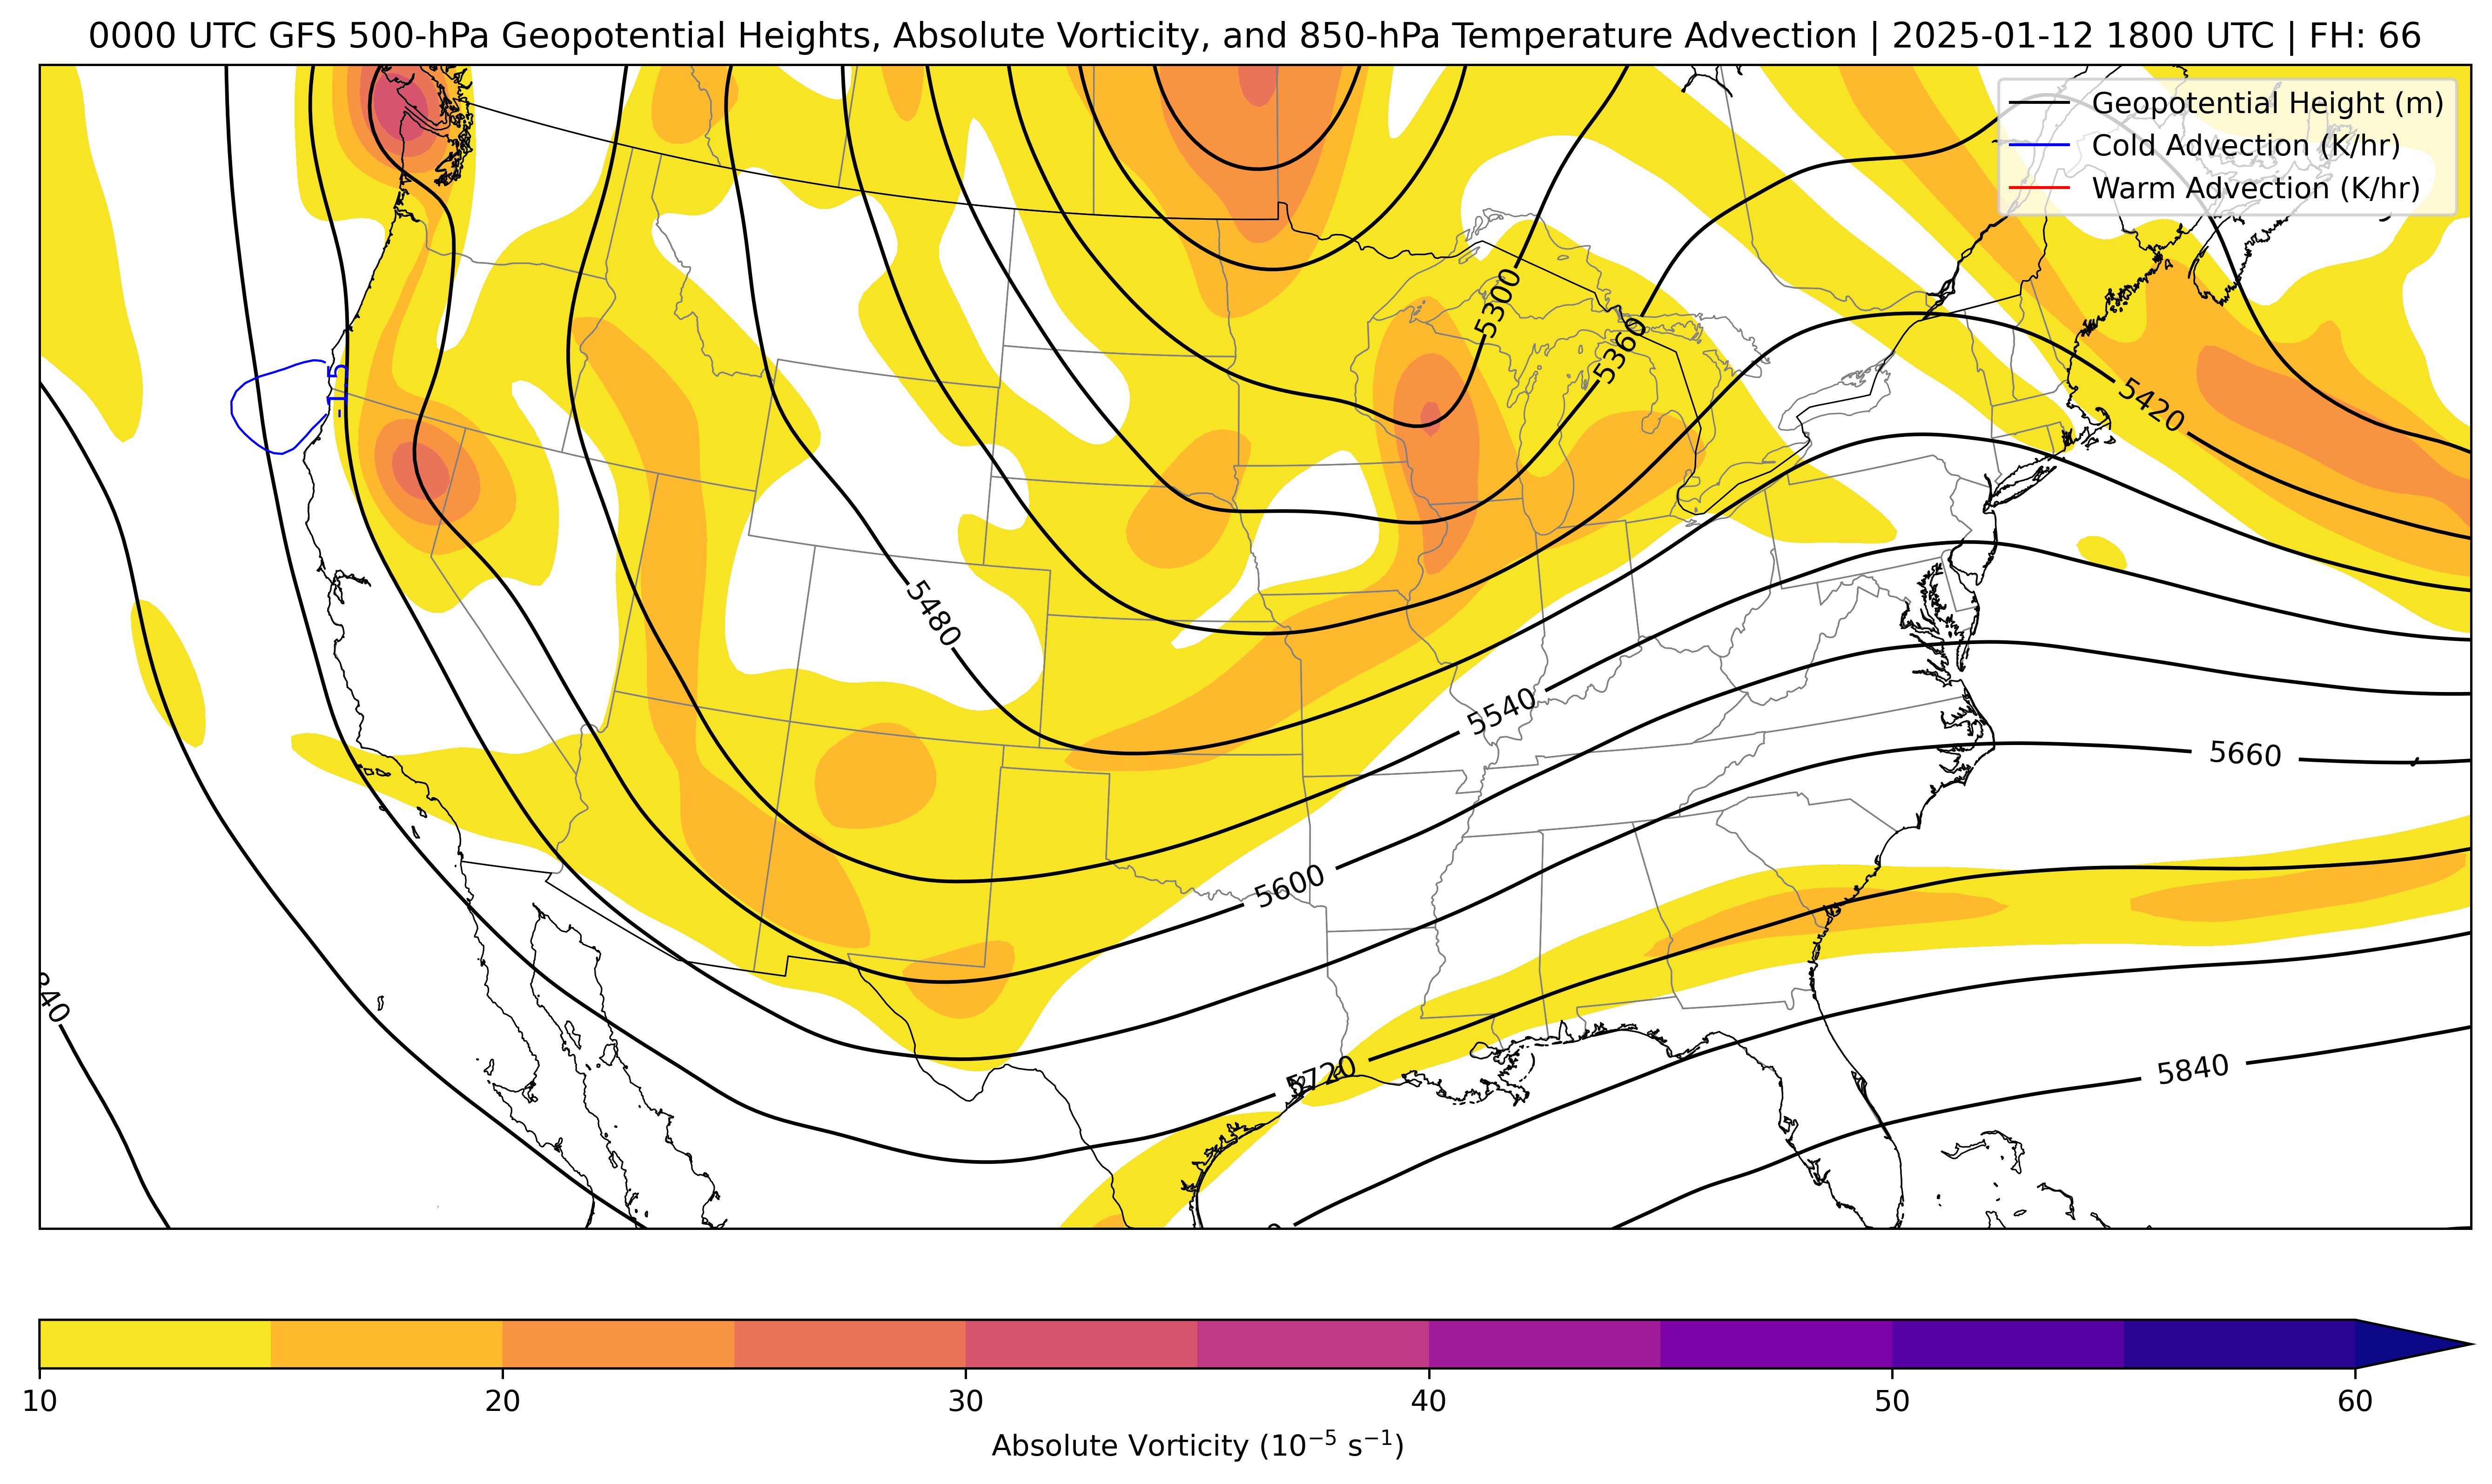 0000 UTC GFS 500-hPa Geopotential Heights, Absolute Vorticity, and 850-hPa Temperature Advection | 2025-01-12 1800 UTC | FH: 66
Geopotential Height (m)
Cold Advection (K/hr)
Warm Advection (K/hr)
5300
5360
-1.5
5420
5480
5540
5660
5600
840
5720
5840
10 20 30 40 50 60
Absolute Vorticity (10⁻⁵ s⁻¹)